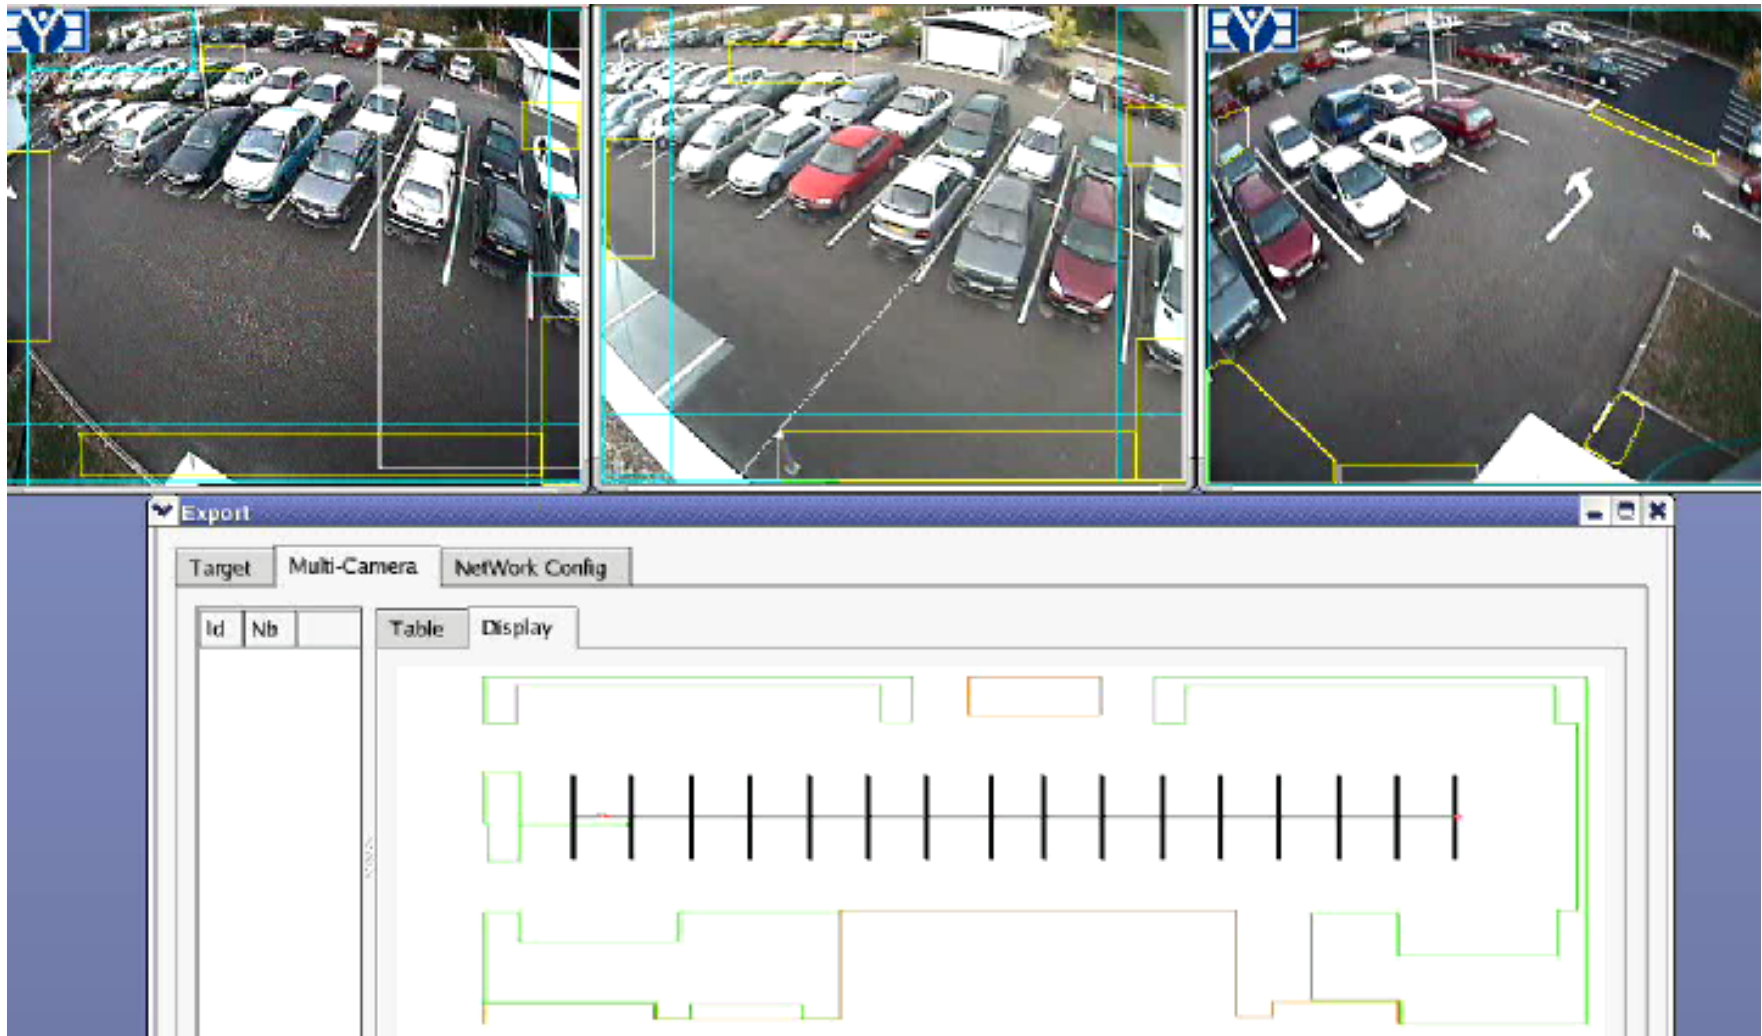 Export
Target Multi-Camera NetWork Config
Id Nb Table Display